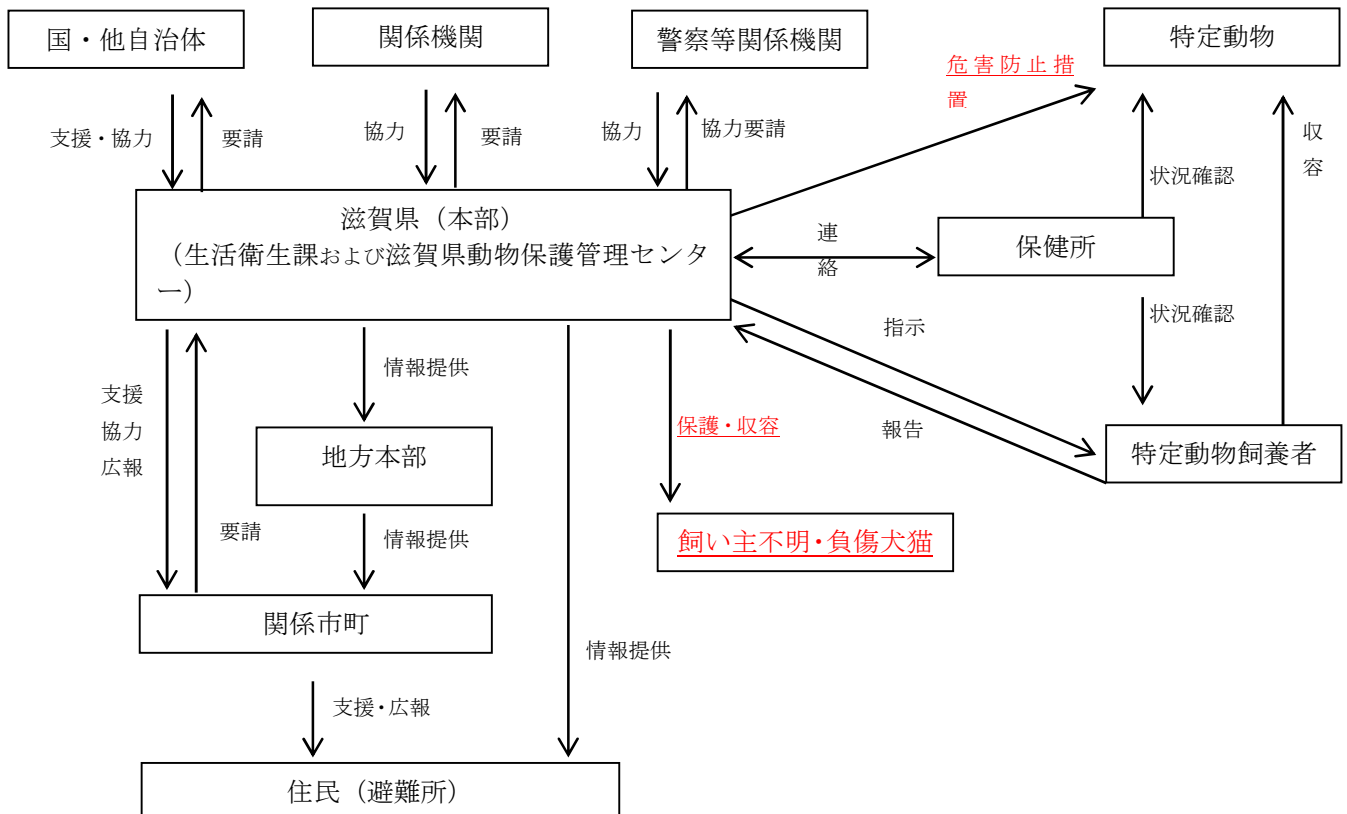 国・他自治体
関係機関
警察等関係機関
特定動物
危害防止措
置
支援・協力
要請
協力
要請
協力
協力要請
収
容
状況確認
滋賀県（本部）
（生活衛生課および滋賀県動物保護管理センタ
ー）
連
絡
保健所
状況確認
指示
報告
情報提供
支援
協力
広報
保護・収容
地方本部
特定動物飼養者
要請
情報提供
飼い主不明・負傷犬猫
関係市町
情報提供
支援・広報
住民（避難所）